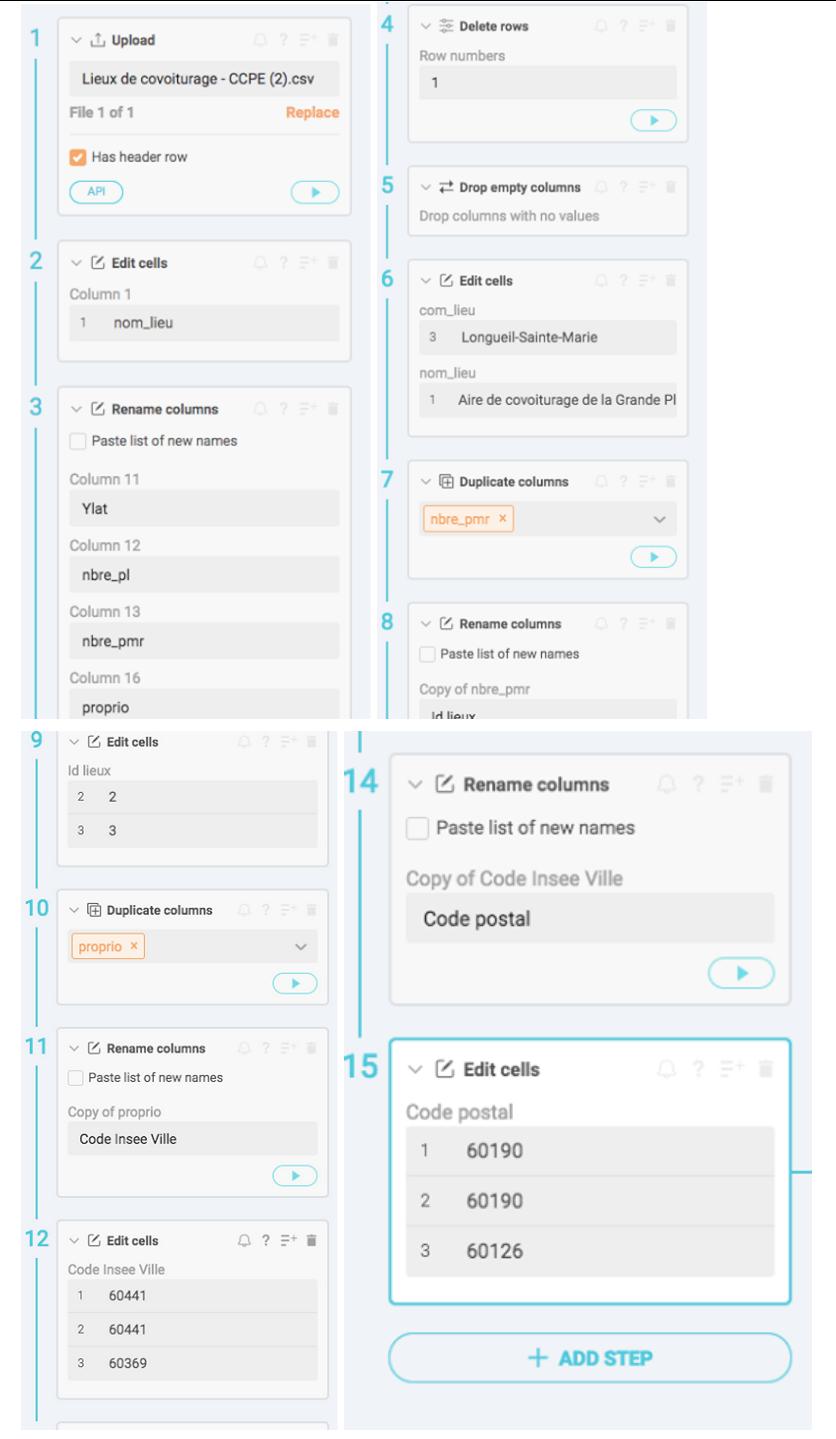 1
Upload
Lieux de covoiturage - CCPE (2).csv
File 1 of 1 Replace
Has header row
API
2
Edit cells
Column 1
1 nom_lieu
3
Rename columns
Paste list of new names
Column 11
Ylat
Column 12
nbre_pl
Column 13
nbre_pmr
Column 16
proprio
4
Delete rows
Row numbers
1
5
Drop empty columns
Drop columns with no values
6
Edit cells
com_lieu
3 Longueil-Sainte-Marie
nom_lieu
1 Aire de covoiturage de la Grande Pl
7
Duplicate columns
nbre_pmr ×
8
Rename columns
Paste list of new names
Copy of nbre_pmr
Id lieux
9
Edit cells
Id lieux
2 2
3 3
10
Duplicate columns
proprio ×
11
Rename columns
Paste list of new names
Copy of proprio
Code Insee Ville
12
Edit cells
Code Insee Ville
1 60441
2 60441
3 60369
14
Rename columns
Paste list of new names
Copy of Code Insee Ville
Code postal
15
Edit cells
Code postal
1 60190
2 60190
3 60126
+ ADD STEP